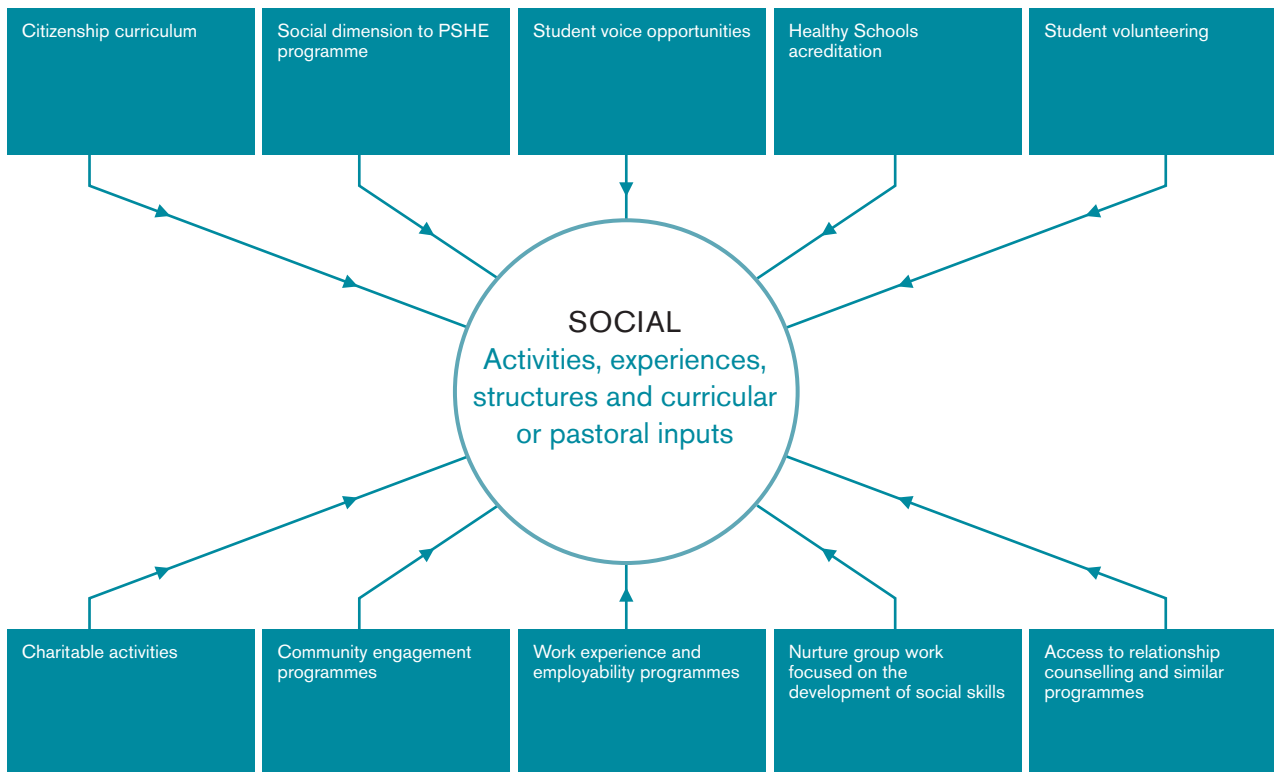 Citizenship curriculum
Social dimension to PSHE
programme
Student voice opportunities
Healthy Schools
acreditation
Student volunteering
SOCIAL
Activities, experiences,
structures and curricular
or pastoral inputs
Charitable activities
Community engagement
programmes
Work experience and
employability programmes
Nurture group work
focused on the
development of social skills
Access to relationship
counselling and similar
programmes